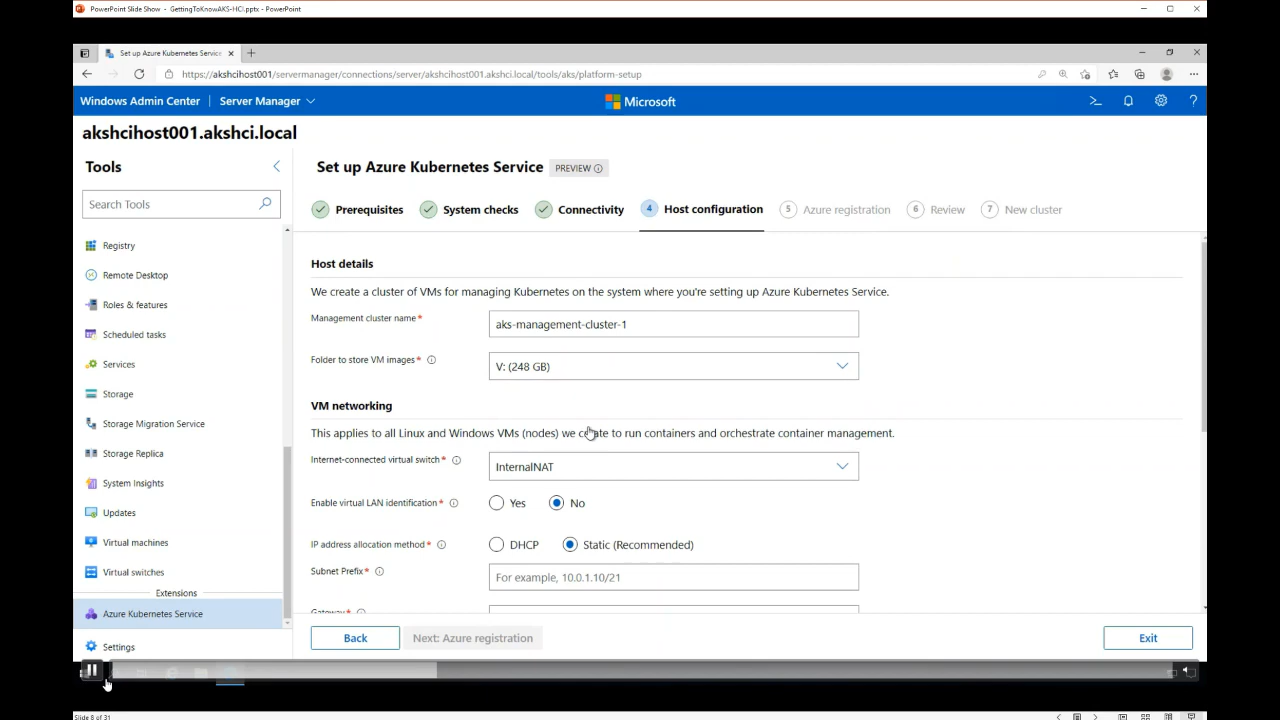 PowerPoint Slide Show - GettingToKnowAKS-HCI.pptx - PowerPoint
Set up Azure Kubernetes Service
https://akshcihost001/servermanager/connections/server/akshcihost001.akshci.local/tools/aks/platform-setup
Windows Admin Center | Server Manager
Microsoft
akshcihost001.akshci.local
Tools
Search Tools
Registry
Remote Desktop
Roles & features
Scheduled tasks
Services
Storage
Storage Migration Service
Storage Replica
System Insights
Updates
Virtual machines
Virtual switches
Extensions
Azure Kubernetes Service
Settings
Set up Azure Kubernetes Service PREVIEW
Prerequisites
System checks
Connectivity
4 Host configuration
5 Azure registration
6 Review
7 New cluster
Host details
We create a cluster of VMs for managing Kubernetes on the system where you're setting up Azure Kubernetes Service.
Management cluster name* aks-management-cluster-1
Folder to store VM images* V: (248 GB)
VM networking
This applies to all Linux and Windows VMs (nodes) we create to run containers and orchestrate container management.
Internet-connected virtual switch* InternalNAT
Enable virtual LAN identification* Yes No
IP address allocation method* DHCP Static (Recommended)
Subnet Prefix* For example, 10.0.1.10/21
Gateway*
Back
Next: Azure registration
Exit
Slide 8 of 31